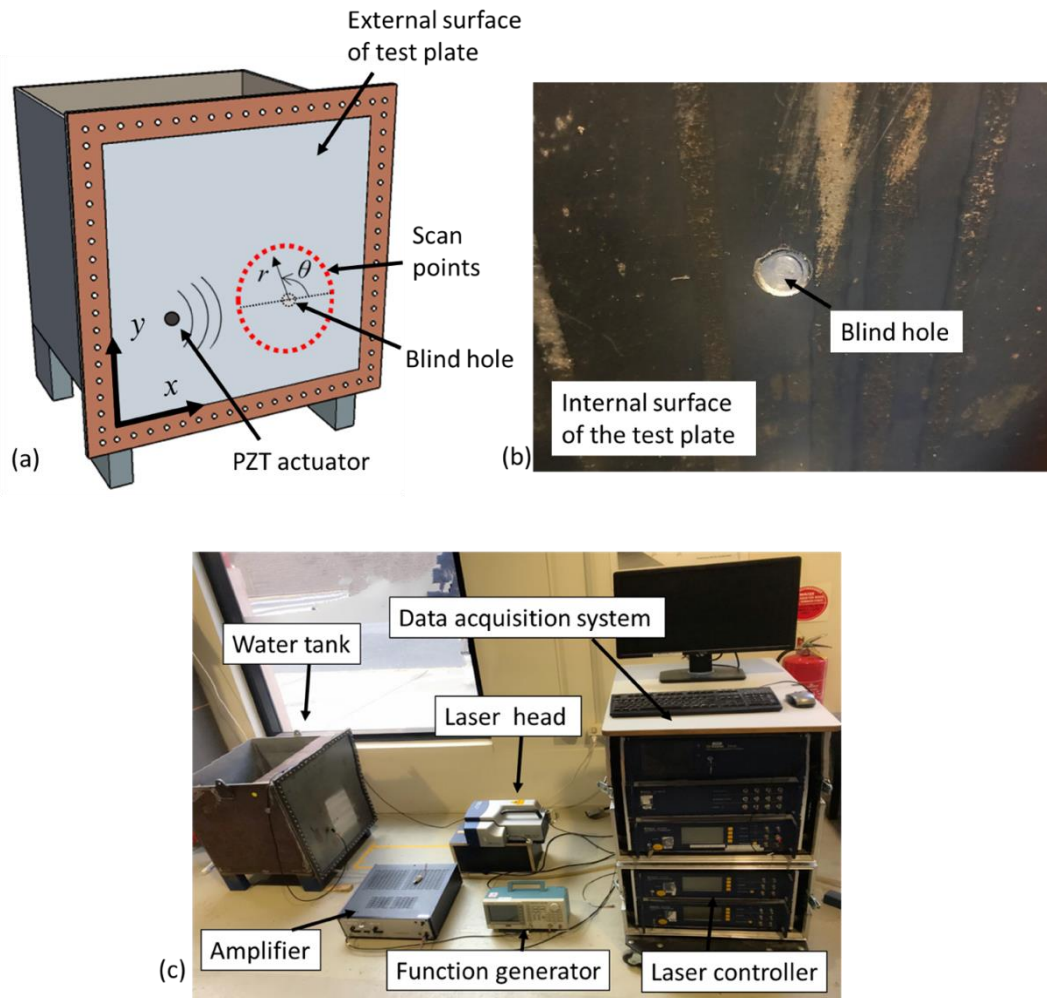 External surface
of test plate
Scan
points
r
θ
y
x
Blind hole
PZT actuator
(a)
Blind hole
Internal surface
of the test plate
(b)
Data acquisition system
Water tank
Laser head
Amplifier
Function generator
Laser controller
(c)